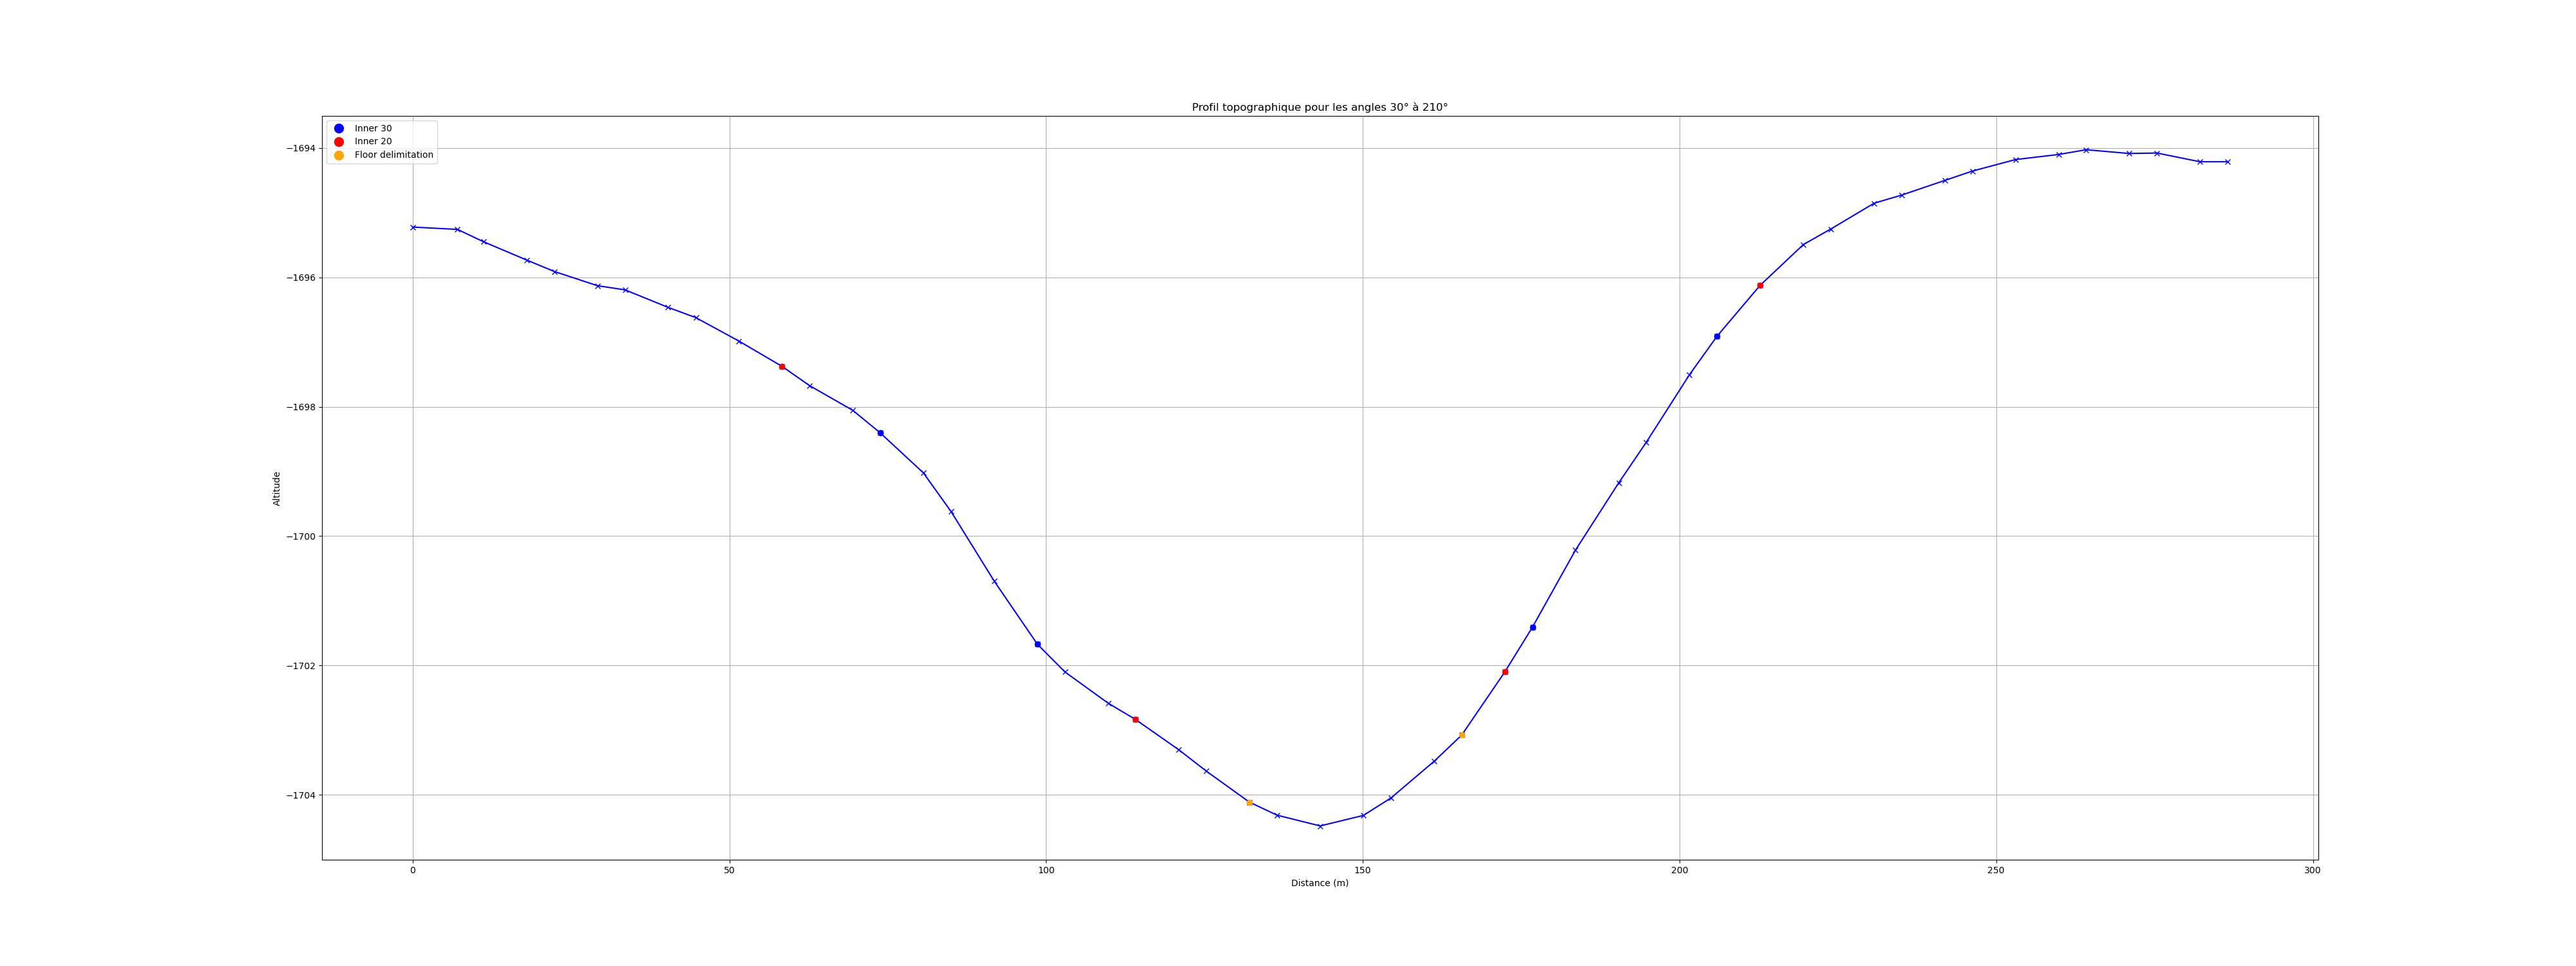 Profil topographique pour les angles 30° à 210°
Inner 30
Inner 20
Floor delimitation
−1694
−1696
−1698
−1700
−1702
−1704
Altitude
0 50 100 150 200 250 300
Distance (m)